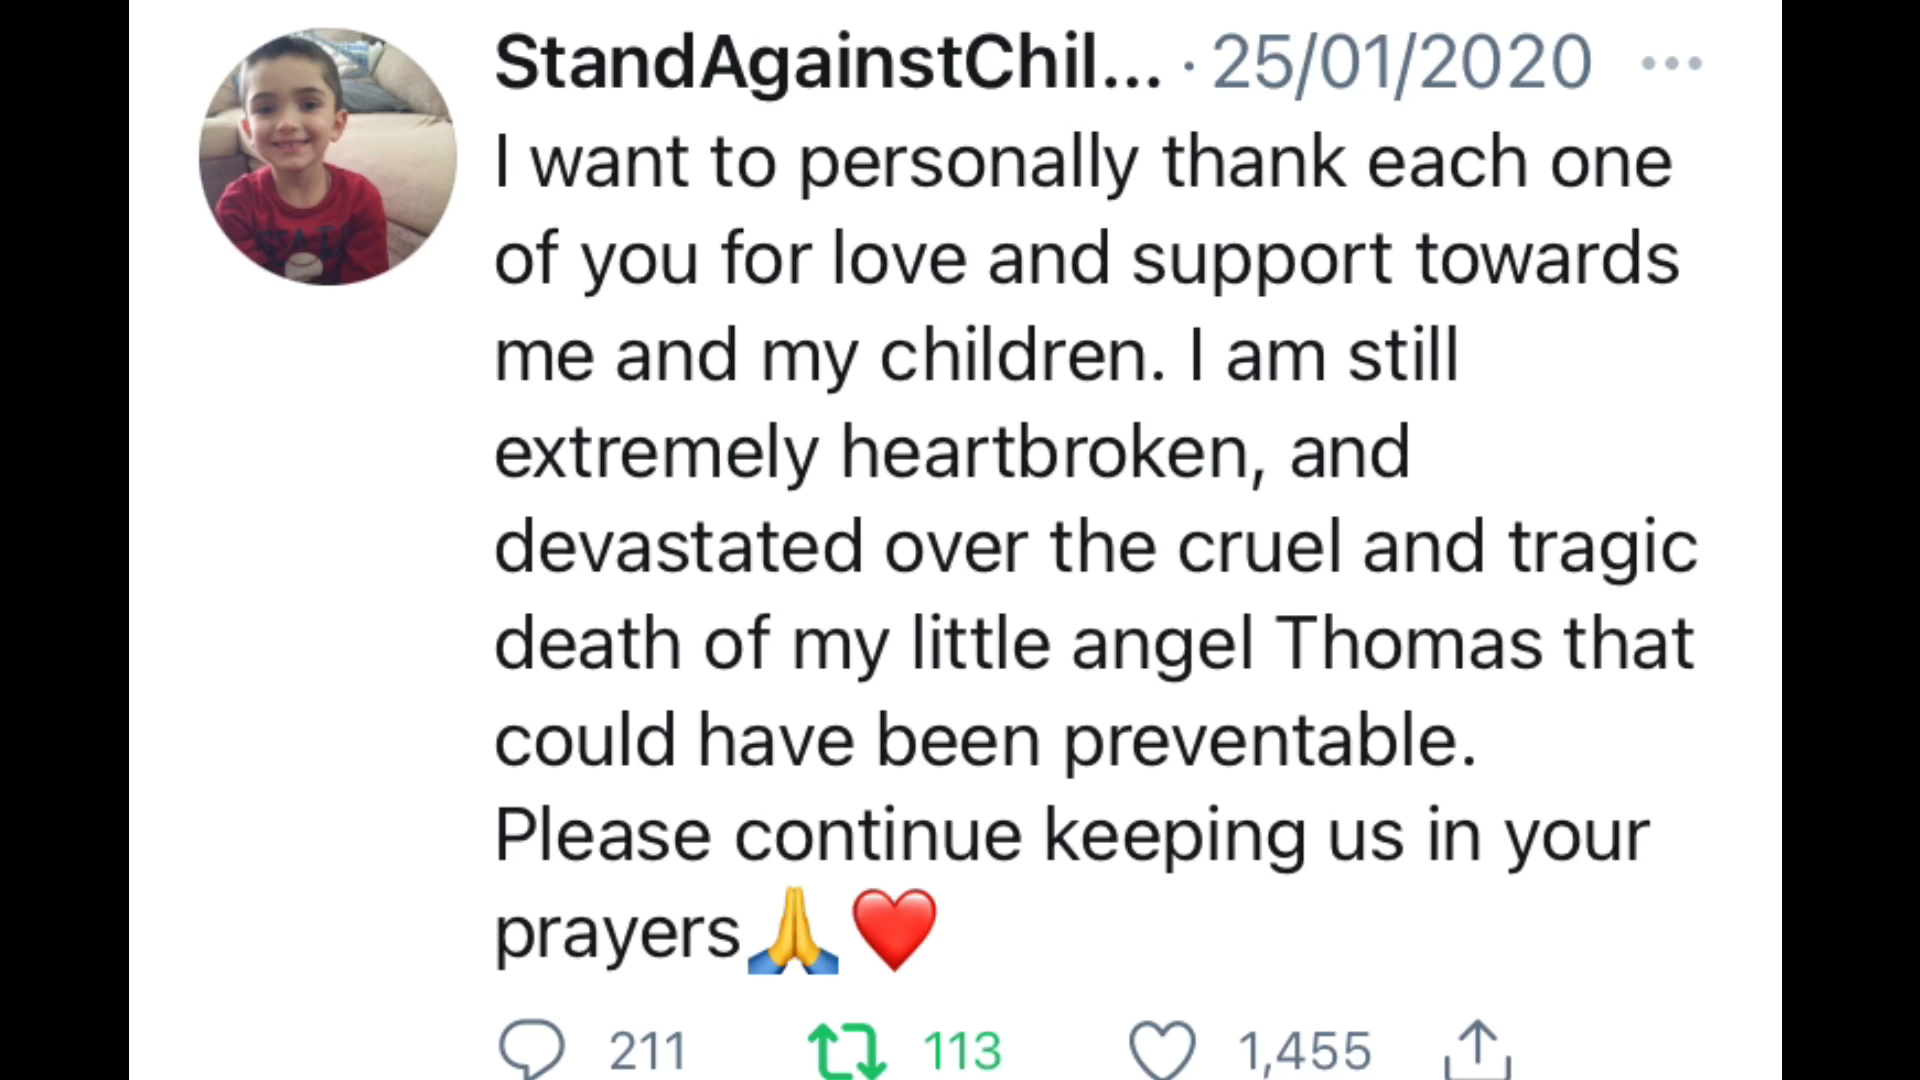 StandAgainstChil... · 25/01/2020
I want to personally thank each one
of you for love and support towards
me and my children. I am still
extremely heartbroken, and
devastated over the cruel and tragic
death of my little angel Thomas that
could have been preventable.
Please continue keeping us in your
prayers🙏❤️
211 113 1,455